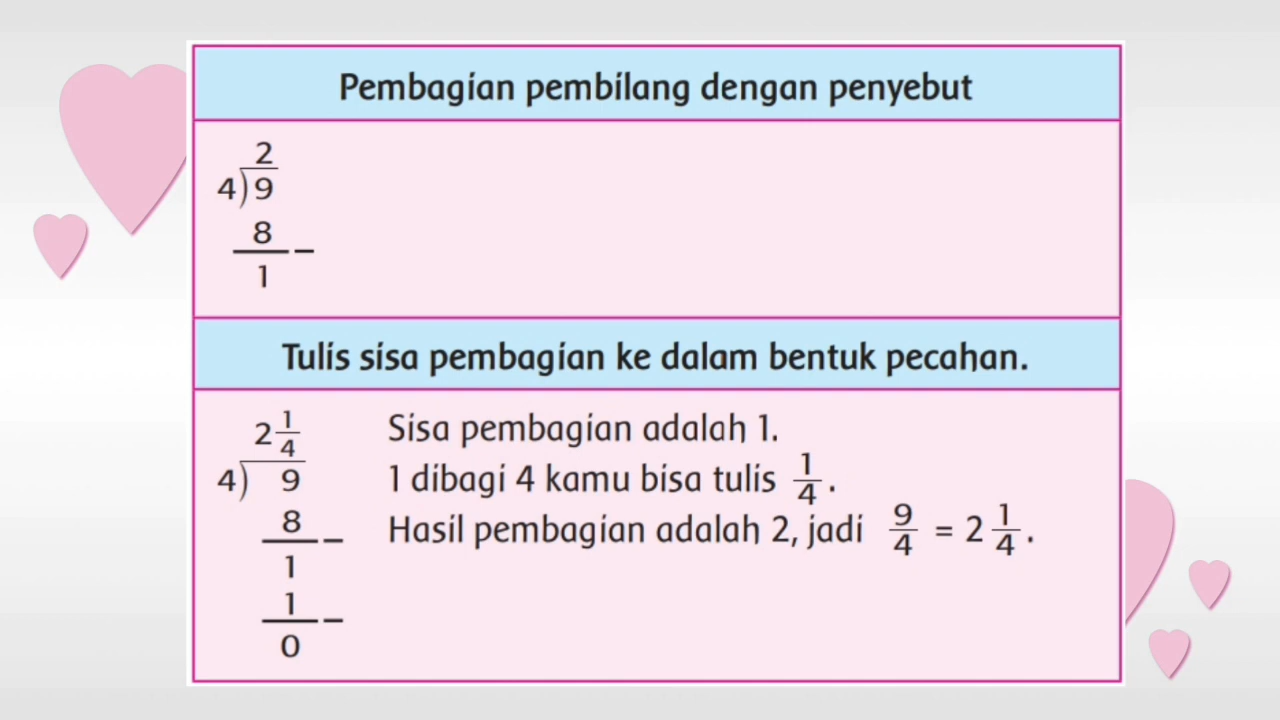 Pembagian pembilang dengan penyebut
2
4) 9
8 –
1
Tulis sisa pembagian ke dalam bentuk pecahan.
2 1/4
4) 9
8 –
1
1 –
0
Sisa pembagian adalah 1.
1 dibagi 4 kamu bisa tulis 1/4.
Hasil pembagian adalah 2, jadi 9/4 = 2 1/4.